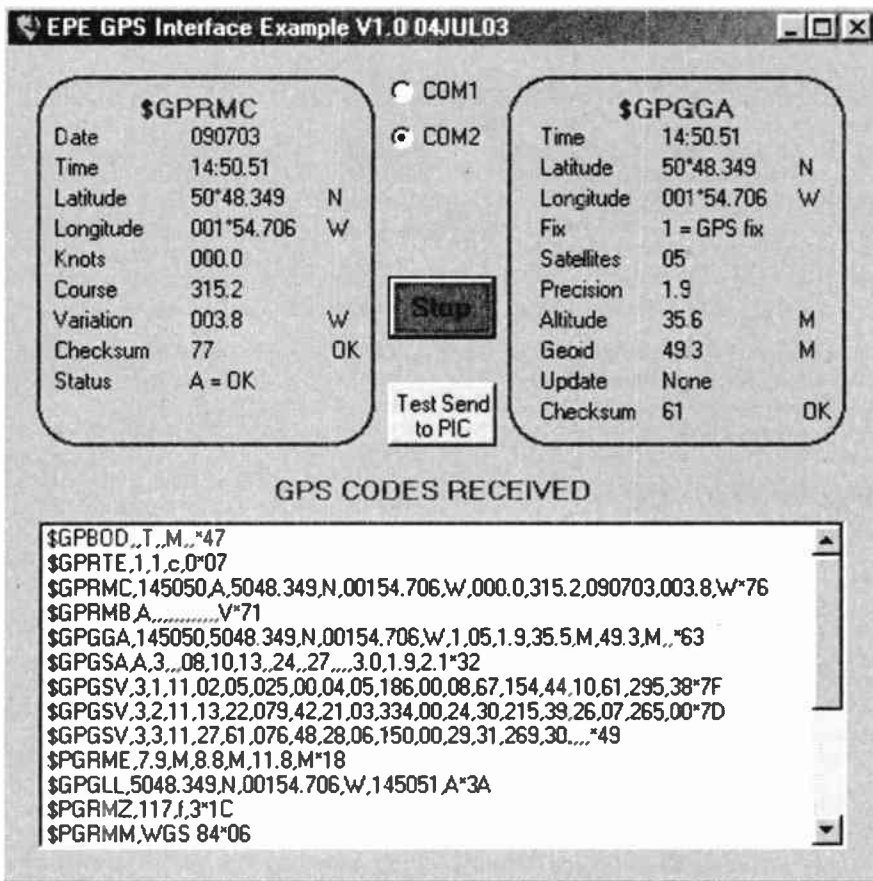 EPE GPS Interface Example V1.0 04JUL03
$GPRMC
Date 090703
Time 14:50.51
Latitude 50*48.349 N
Longitude 001*54.706 W
Knots 000.0
Course 315.2
Variation 003.8 W
Checksum 77 OK
Status A = OK
COM1
COM2
Stop
Test Send
to PIC
$GPGGA
Time 14:50.51
Latitude 50*48.349 N
Longitude 001*54.706 W
Fix 1 = GPS fix
Satellites 05
Precision 1.9
Altitude 35.6 M
Geoid 49.3 M
Update None
Checksum 61 OK
GPS CODES RECEIVED
$GPBOD,,T,,M,,*47
$GPRTE,1,1,c,0*07
$GPRMC,145050,A,5048.349,N,00154.706,W,000.0,315.2,090703,003.8,W*76
$GPRMB,A,,,,,,,,,,,,V*71
$GPGGA,145050,5048.349,N,00154.706,W,1,05,1.9,35.5,M,49.3,M,,*63
$GPGSA,A,3,,,08,10,13,,24,,27,,,,3.0,1.9,2.1*32
$GPGSV,3,1,11,02,05,025,00,04,05,186,00,08,67,154,44,10,61,295,38*7F
$GPGSV,3,2,11,13,22,079,42,21,03,334,00,24,30,215,39,26,07,265,00*7D
$GPGSV,3,3,11,27,61,076,48,28,06,150,00,29,31,269,30,,,,*49
$PGRME,7.9,M,8.8,M,11.8,M*18
$GPGLL,5048.349,N,00154.706,W,145051,A*3A
$PGRMZ,117,f,3*1C
$PGRMM,WGS 84*06